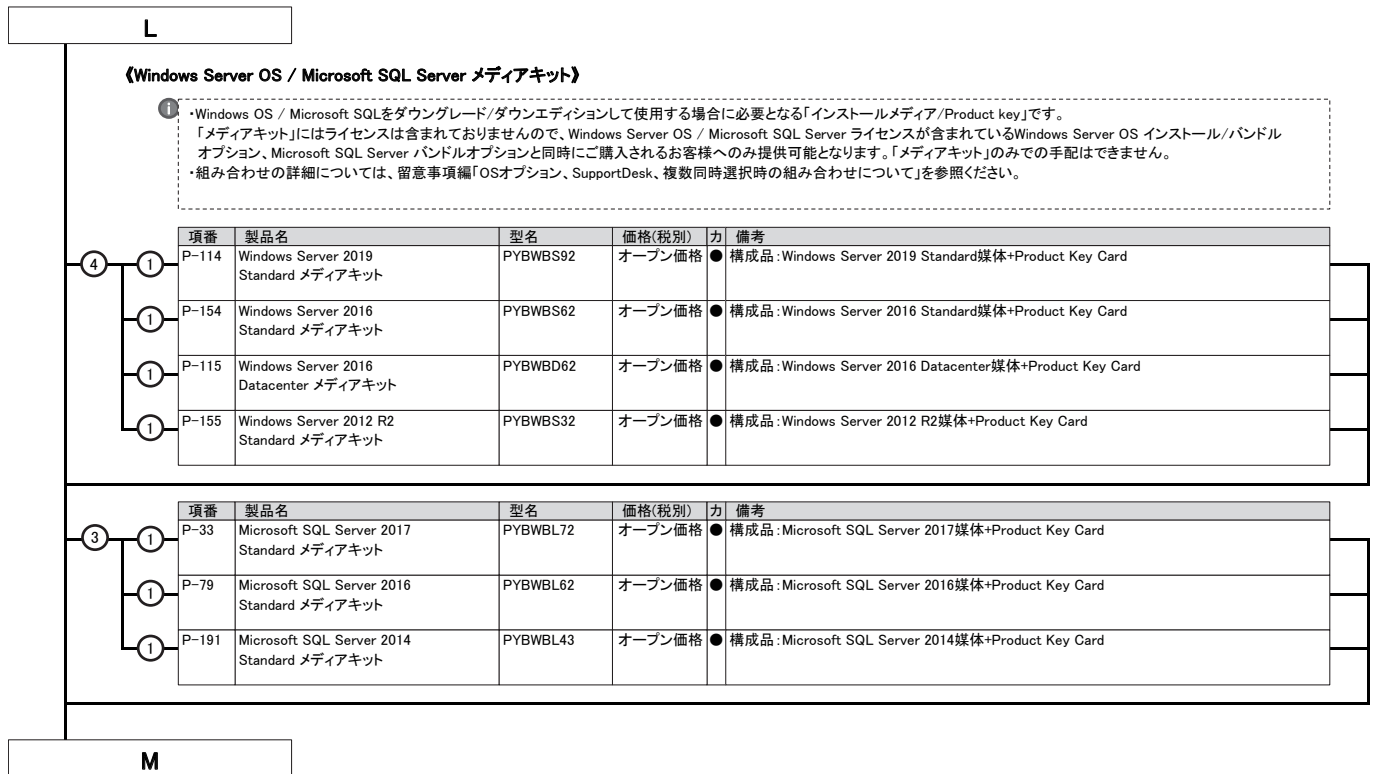 L
《Windows Server OS / Microsoft SQL Server メディアキット》
・Windows OS / Microsoft SQLをダウングレード/ダウンエディションして使用する場合に必要となる「インストールメディア/Product key」です。
「メディアキット」にはライセンスは含まれておりませんので、Windows Server OS / Microsoft SQL Server ライセンスが含まれているWindows Server OS インストール/バンドル
オプション、Microsoft SQL Server バンドルオプションと同時にご購入されるお客様へのみ提供可能となります。「メディアキット」のみでの手配はできません。
・組み合わせの詳細については、留意事項編「OSオプション、SupportDesk、複数同時選択時の組み合わせについて」を参照ください。
項番 製品名 型名 価格(税別) カ 備考
4 1 P-114 Windows Server 2019 PYBWBS92 オープン価格 ● 構成品：Windows Server 2019 Standard媒体+Product Key Card
Standard メディアキット
1 P-154 Windows Server 2016 PYBWBS62 オープン価格 ● 構成品：Windows Server 2016 Standard媒体+Product Key Card
Standard メディアキット
1 P-115 Windows Server 2016 PYBWBD62 オープン価格 ● 構成品：Windows Server 2016 Datacenter媒体+Product Key Card
Datacenter メディアキット
1 P-155 Windows Server 2012 R2 PYBWBS32 オープン価格 ● 構成品：Windows Server 2012 R2媒体+Product Key Card
Standard メディアキット
項番 製品名 型名 価格(税別) カ 備考
3 1 P-33 Microsoft SQL Server 2017 PYBWBL72 オープン価格 ● 構成品：Microsoft SQL Server 2017媒体+Product Key Card
Standard メディアキット
1 P-79 Microsoft SQL Server 2016 PYBWBL62 オープン価格 ● 構成品：Microsoft SQL Server 2016媒体+Product Key Card
Standard メディアキット
1 P-191 Microsoft SQL Server 2014 PYBWBL43 オープン価格 ● 構成品：Microsoft SQL Server 2014媒体+Product Key Card
Standard メディアキット
M